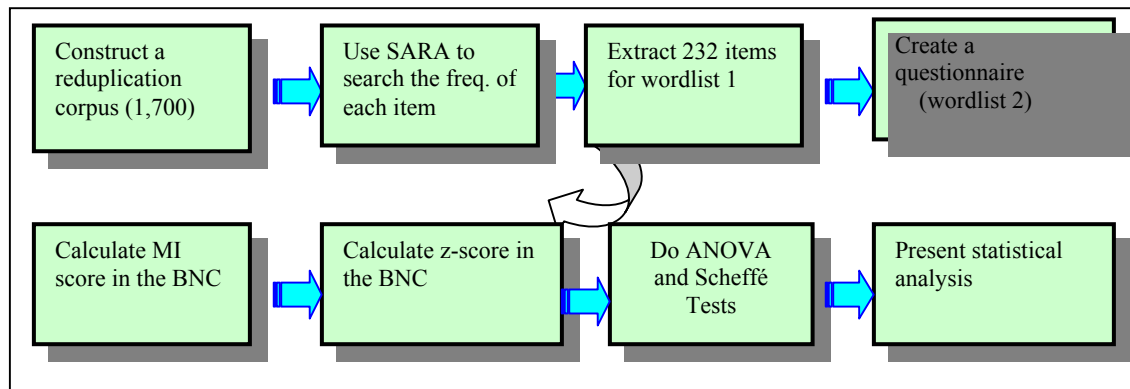 Construct a
reduplication
corpus (1,700)
Use SARA to
search the freq. of
each item
Extract 232 items
for wordlist 1
Create a
questionnaire
(wordlist 2)
Calculate MI
score in the BNC
Calculate z-score in
the BNC
Do ANOVA
and Scheffé
Tests
Present statistical
analysis